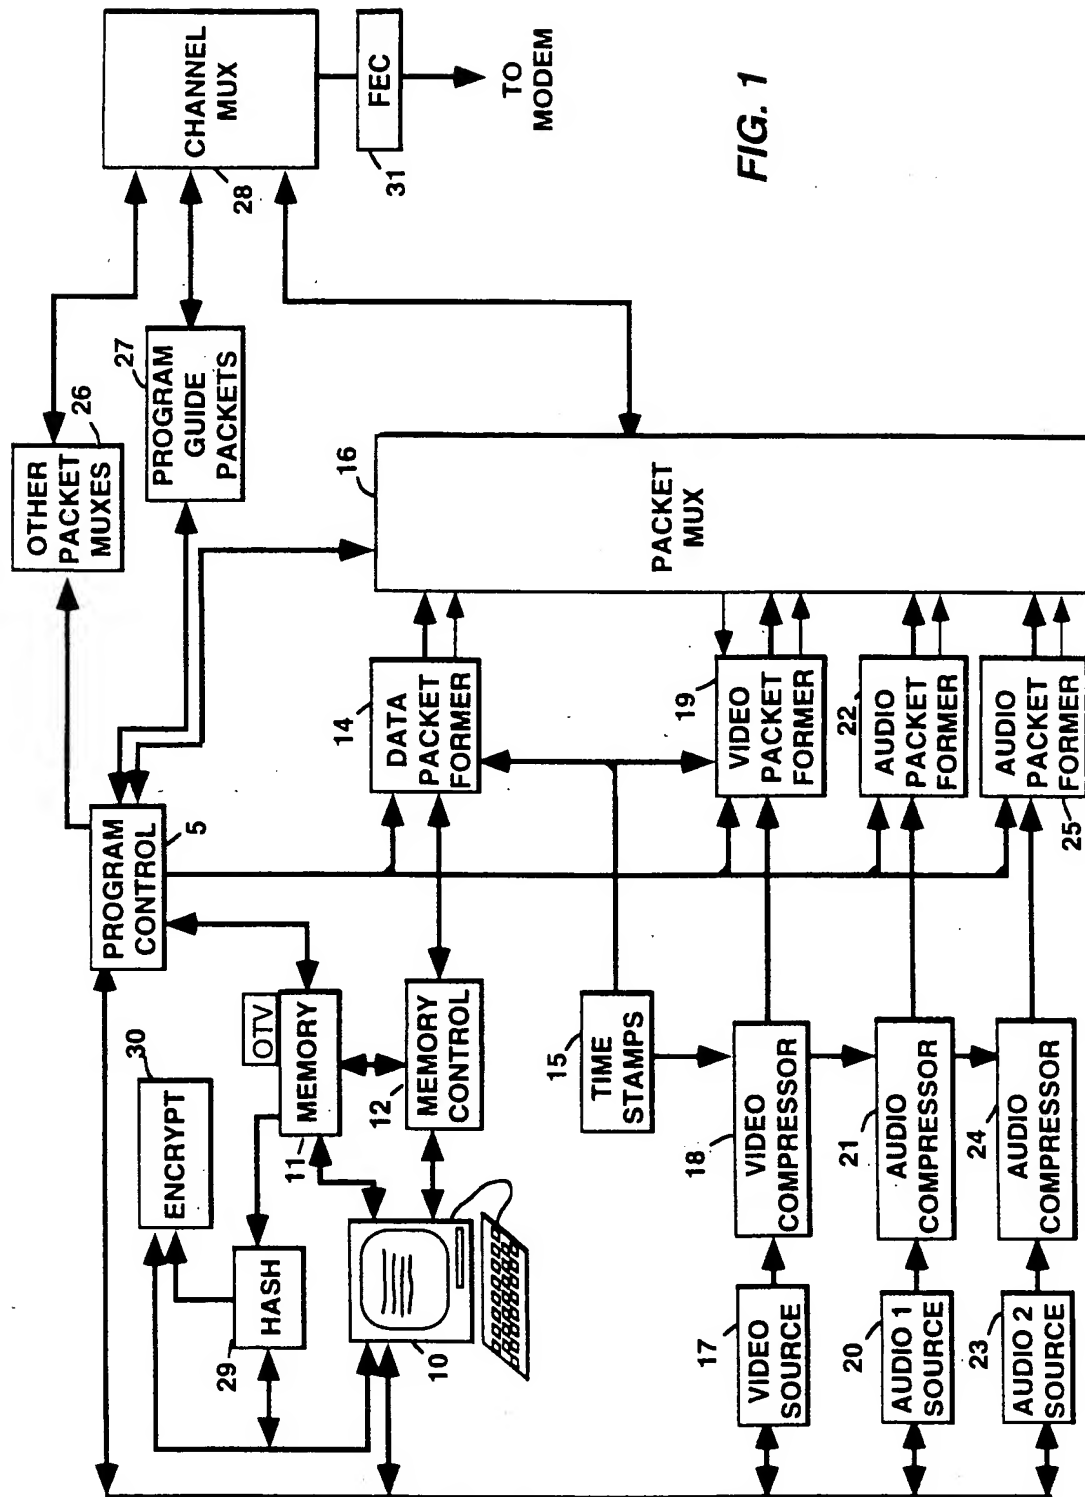 OTHER
PACKET
MUXES
26
PROGRAM
GUIDE
PACKETS
27
CHANNEL
MUX
28
FEC
31
TO
MODEM
FIG. 1
PROGRAM
CONTROL
5
ENCRYPT
30
HASH
29
OTV
MEMORY
11
MEMORY
CONTROL
12
10
DATA
PACKET
FORMER
14
PACKET
MUX
16
TIME
STAMPS
15
VIDEO
SOURCE
17
VIDEO
COMPRESSOR
18
VIDEO
PACKET
FORMER
19
AUDIO 1
SOURCE
20
AUDIO
COMPRESSOR
21
AUDIO
PACKET
FORMER
22
AUDIO 2
SOURCE
23
AUDIO
COMPRESSOR
24
AUDIO
PACKET
FORMER
25